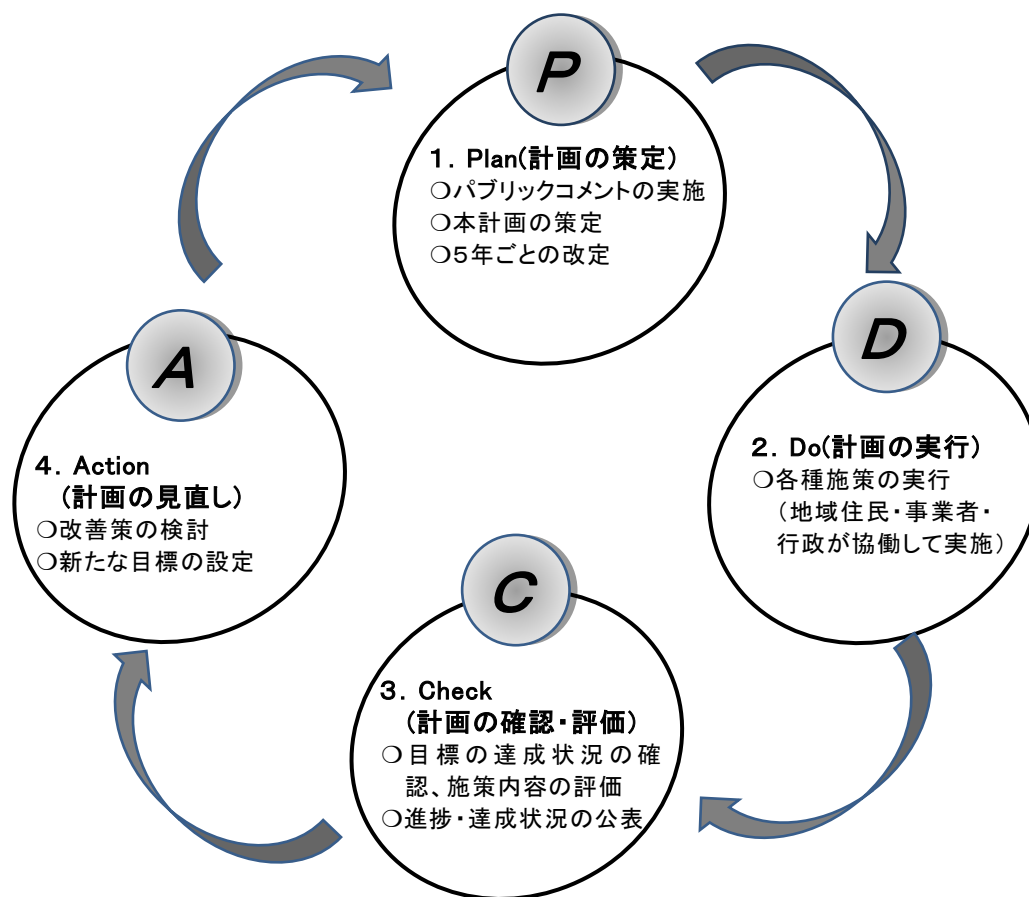 P
1. Plan(計画の策定)
○パブリックコメントの実施
○本計画の策定
○5年ごとの改定
D
2. Do(計画の実行)
○各種施策の実行
(地域住民・事業者・
行政が協働して実施)
C
3. Check
(計画の確認・評価)
○目標の達成状況の確
認、施策内容の評価
○進捗・達成状況の公表
A
4. Action
(計画の見直し)
○改善策の検討
○新たな目標の設定